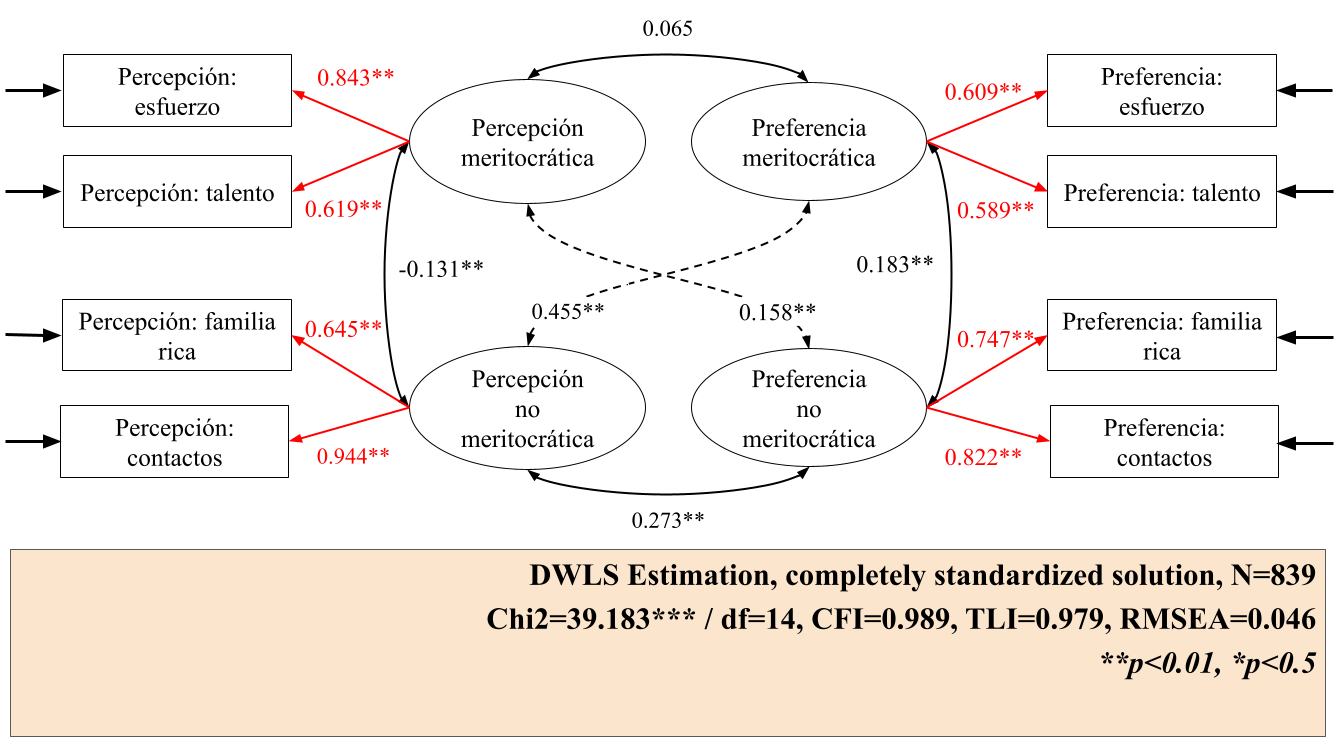 0.065
Percepción:
esfuerzo
0.843**
Percepción
meritocrática
Preferencia
meritocrática
0.609**
Preferencia:
esfuerzo
Percepción: talento
0.619**
0.589**
Preferencia: talento
-0.131**
0.183**
0.455**
0.158**
Percepción: familia
rica
0.645**
Percepción
no
meritocrática
Preferencia
no
meritocrática
0.747**
Preferencia: familia
rica
Percepción:
contactos
0.944**
0.822**
Preferencia:
contactos
0.273**
DWLS Estimation, completely standardized solution, N=839
Chi2=39.183*** / df=14, CFI=0.989, TLI=0.979, RMSEA=0.046
**p<0.01, *p<0.5